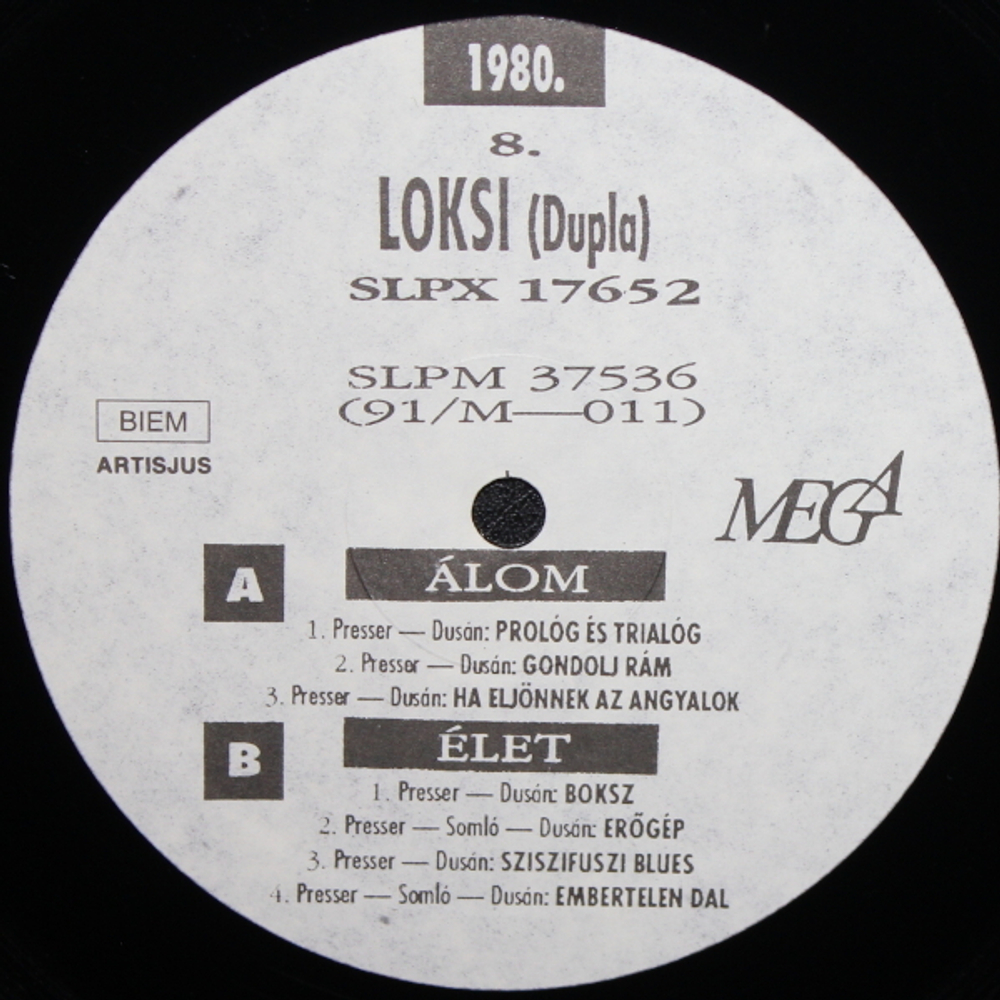 1980.
8.
LOKSI (Dupla)
SLPX 17652
SLPM 37536
(91/M—011)
BIEM
ARTISJUS
MEGA
A
ÁLOM
1. Presser — Dusán: PROLÓG ÉS TRIALÓG
2. Presser — Dusán: GONDOLJ RÁM
3. Presser — Dusán: HA ELJÖNNEK AZ ANGYALOK
B
ÉLET
1. Presser — Dusán: BOKSZ
2. Presser — Somló — Dusán: ERŐGÉP
3. Presser — Dusán: SZISZIFUSZI BLUES
4. Presser — Somló — Dusán: EMBERTELEN DAL